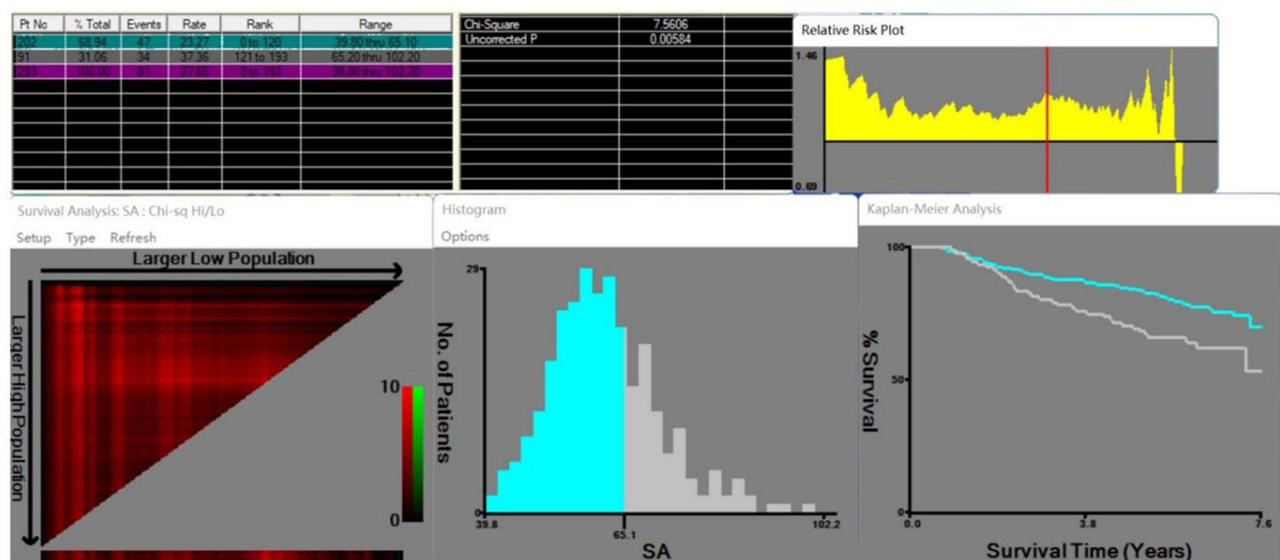 Pt No % Total Events Rate Rank Range
202 68.94 47 23.27 0 to 120 39.80 thru 65.10
91 31.06 34 37.36 121 to 193 65.20 thru 102.20
293 100.00 81 27.65 0 to 193 39.80 thru 102.20
Chi-Square 7.5606
Uncorrected P 0.00584
Relative Risk Plot
1.46
0.69
Survival Analysis: SA : Chi-sq Hi/Lo
Setup Type Refresh
Larger Low Population
Larger High Population
10
0
Histogram
Options
29
No. of Patients
0
39.8 102.2
65.1
SA
Kaplan-Meier Analysis
100
% Survival
50
0
0.0 3.8 7.6
Survival Time (Years)